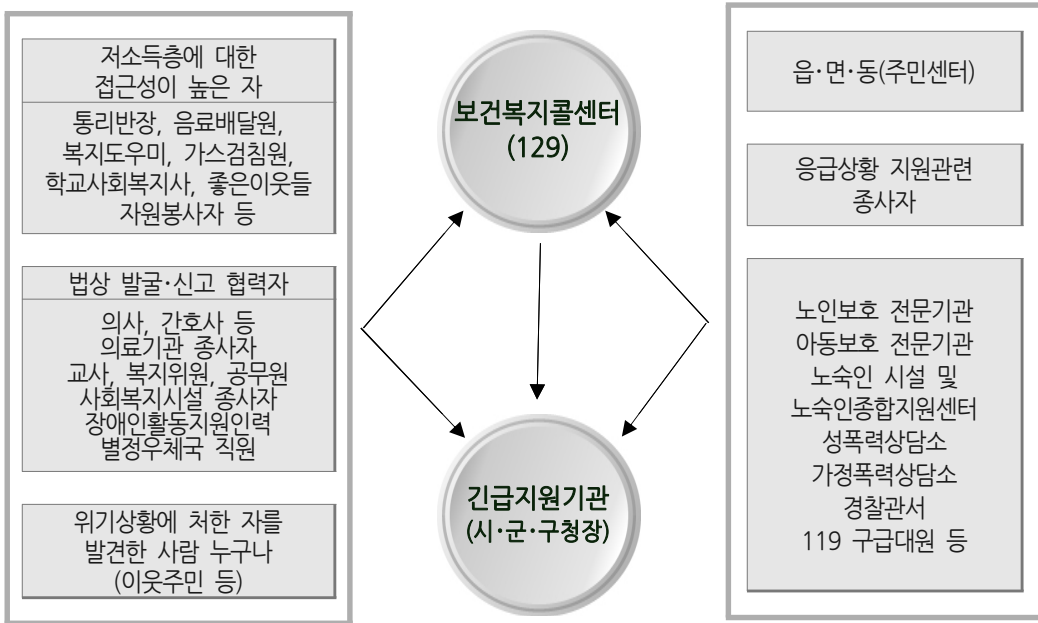 저소득층에 대한
접근성이 높은 자
통리반장, 음료배달원,
복지도우미, 가스검침원,
학교사회복지사, 좋은이웃들
자원봉사자 등
법상 발굴·신고 협력자
의사, 간호사 등
의료기관 종사자
교사, 복지위원, 공무원
사회복지시설 종사자
장애인활동지원인력
별정우체국 직원
위기상황에 처한 자를
발견한 사람 누구나
(이웃주민 등)
보건복지콜센터
(129)
긴급지원기관
(시·군·구청장)
읍·면·동(주민센터)
응급상황 지원관련
종사자
노인보호 전문기관
아동보호 전문기관
노숙인 시설 및
노숙인종합지원센터
성폭력상담소
가정폭력상담소
경찰관서
119 구급대원 등